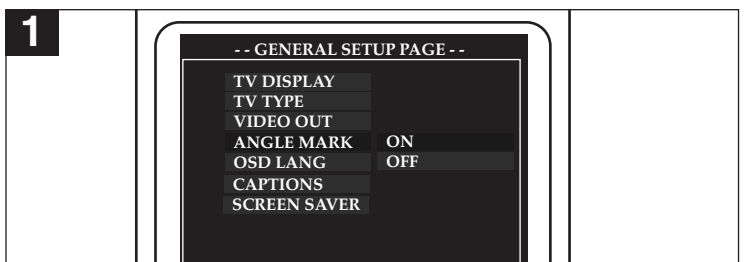 1
- - GENERAL SETUP PAGE - -
TV DISPLAY
TV TYPE
VIDEO OUT
ANGLE MARK ON
OSD LANG OFF
CAPTIONS
SCREEN SAVER